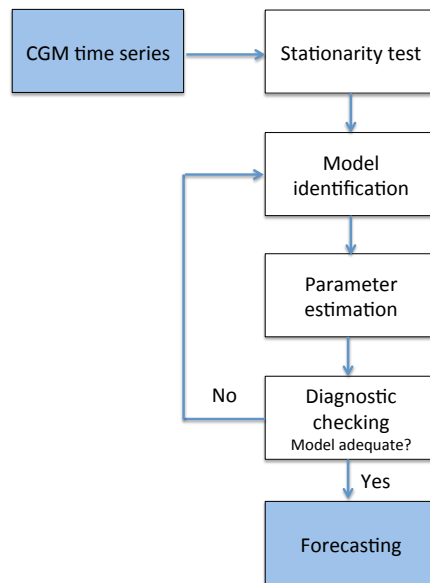 CGM time series
Stationarity test
Model
identification
Parameter
estimation
No
Diagnostic
checking
Model adequate?
Yes
Forecasting